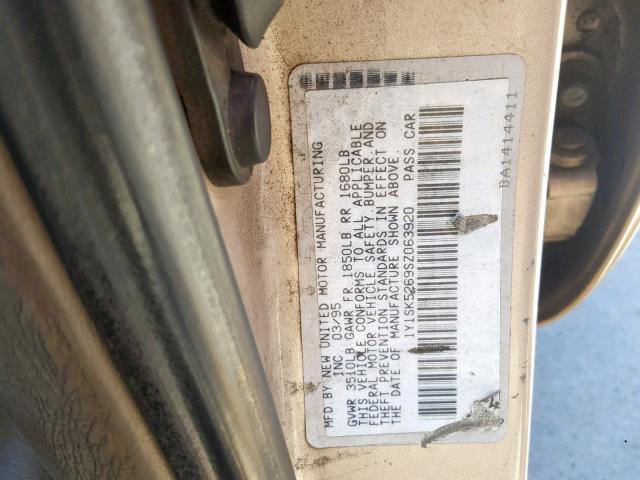 MFD.BY NEW UNITED MOTOR MANUFACTURING
INC. 03-95
GVWR 3510LB GAWR FR 1850LB RR 1680LB
THIS VEHICLE CONFORMS TO ALL APPLICABLE
FEDERAL MOTOR VEHICLE SAFETY, BUMPER, AND
THEFT PREVENTION STANDARDS IN EFFECT ON
THE DATE OF MANUFACTURE SHOWN ABOVE.
1Y1SK5269SZ063920 PASS CAR
BA1414411